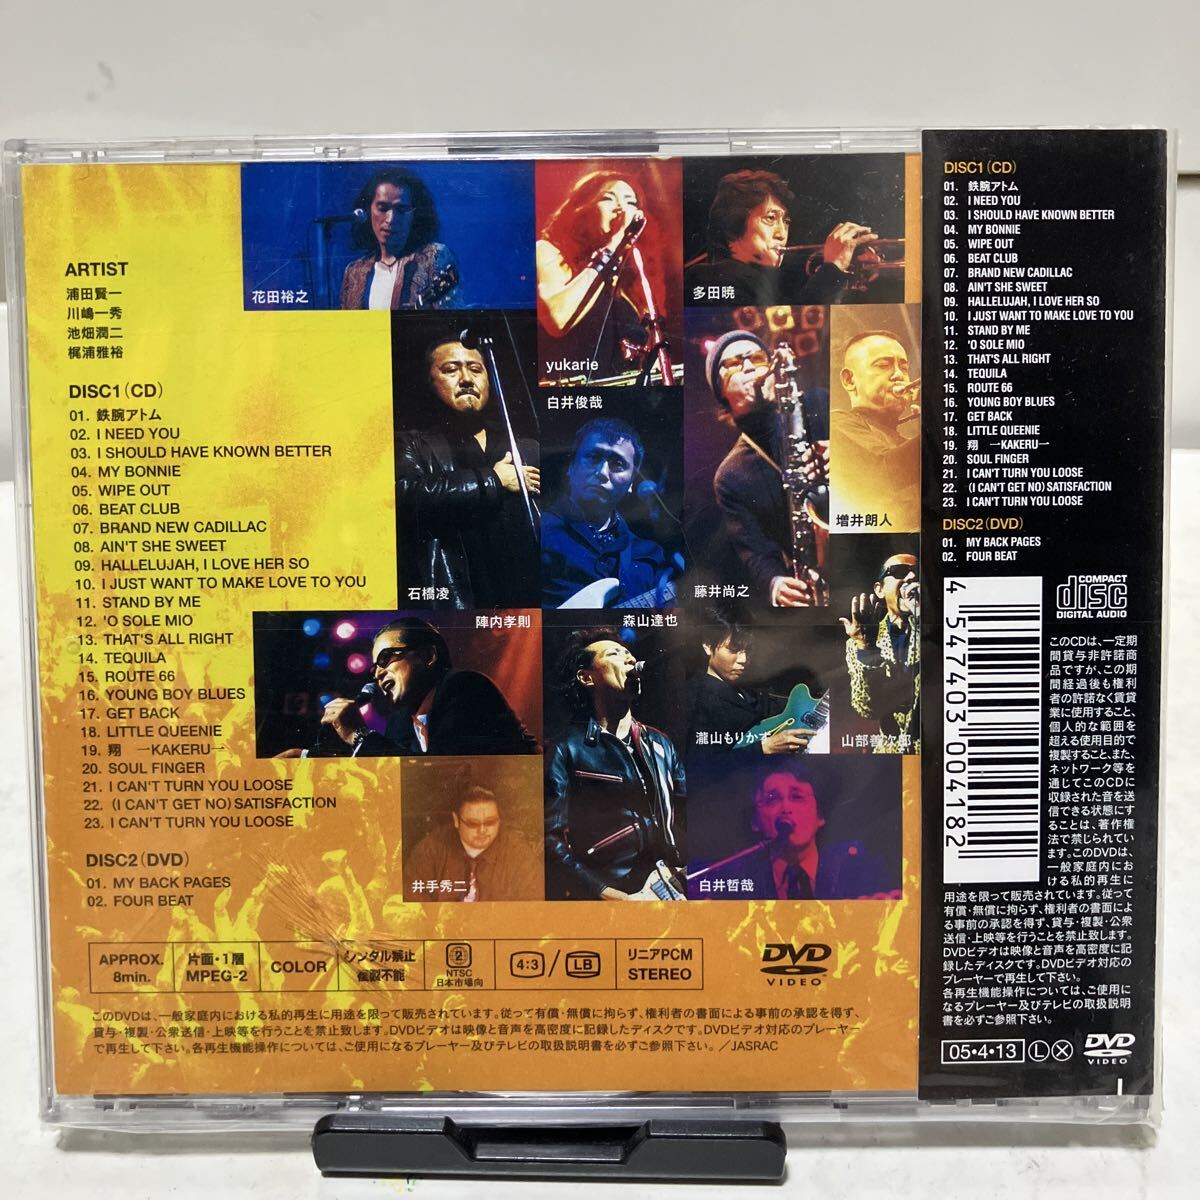 ARTIST
浦田賢一
川嶋一秀
池畑潤二
梶浦雅裕
DISC1(CD)
01. 鉄腕アトム
02. I NEED YOU
03. I SHOULD HAVE KNOWN BETTER
04. MY BONNIE
05. WIPE OUT
06. BEAT CLUB
07. BRAND NEW CADILLAC
08. AIN'T SHE SWEET
09. HALLELUJAH, I LOVE HER SO
10. I JUST WANT TO MAKE LOVE TO YOU
11. STAND BY ME
12. 'O SOLE MIO
13. THAT'S ALL RIGHT
14. TEQUILA
15. ROUTE 66
16. YOUNG BOY BLUES
17. GET BACK
18. LITTLE QUEENIE
19. 翔 ―KAKERU―
20. SOUL FINGER
21. I CAN'T TURN YOU LOOSE
22. (I CAN'T GET NO) SATISFACTION
23. I CAN'T TURN YOU LOOSE
DISC2(DVD)
01. MY BACK PAGES
02. FOUR BEAT
花田裕之
yukarie
多田暁
白井俊哉
増井朗人
石橋凌
藤井尚之
陣内孝則
森山達也
瀧山もりかず
山部善次郎
井手秀二
白井哲哉
APPROX.
8min.
片面・1層
MPEG-2
COLOR
レンタル禁止
複製不能
2
NTSC
日本市場向
4:3 / LB
リニアPCM
STEREO
DVD
VIDEO
このDVDは、一般家庭内における私的再生に用途を限って販売されています。従って有償・無償に拘らず、権利者の書面による事前の承認を得ず、
貸与・複製・公衆送信・上映等を行うことを禁止致します。DVDビデオは映像と音声を高密度に記録したディスクです。DVDビデオ対応のプレーヤー
で再生して下さい。各再生機能操作については、ご使用になるプレーヤー及びテレビの取扱説明書を必ずご参照下さい。／JASRAC
DISC1(CD)
01. 鉄腕アトム
02. I NEED YOU
03. I SHOULD HAVE KNOWN BETTER
04. MY BONNIE
05. WIPE OUT
06. BEAT CLUB
07. BRAND NEW CADILLAC
08. AIN'T SHE SWEET
09. HALLELUJAH, I LOVE HER SO
10. I JUST WANT TO MAKE LOVE TO YOU
11. STAND BY ME
12. 'O SOLE MIO
13. THAT'S ALL RIGHT
14. TEQUILA
15. ROUTE 66
16. YOUNG BOY BLUES
17. GET BACK
18. LITTLE QUEENIE
19. 翔 ―KAKERU―
20. SOUL FINGER
21. I CAN'T TURN YOU LOOSE
22. (I CAN'T GET NO) SATISFACTION
23. I CAN'T TURN YOU LOOSE
DISC2(DVD)
01. MY BACK PAGES
02. FOUR BEAT
4 547403 004182
COMPACT
disc
DIGITAL AUDIO
このCDは、一定期
間貸与非許諾商
品ですが、この期
間経過後も権利
者の許諾なく賃貸
業に使用すること、
個人的な範囲を
超える使用目的で
複製すること、また、
ネットワーク等を
通じてこのCDに
収録された音を送
信できる状態にす
ることは、著作権
法で禁じられてい
ます。このDVDは、
一般家庭内にお
ける私的再生に
用途を限って販売されています。従って
有償・無償に拘らず、権利者の書面によ
る事前の承認を得ず、貸与・複製・公衆
送信・上映等を行うことを禁止致します。
DVDビデオは映像と音声を高密度に記
録したディスクです。DVDビデオ対応のプ
レーヤーで再生して下さい。
各再生機能操作については、ご使用に
なるプレーヤー及びテレビの取扱説明
書を必ずご参照下さい。
05・4・13 L X
DVD
VIDEO